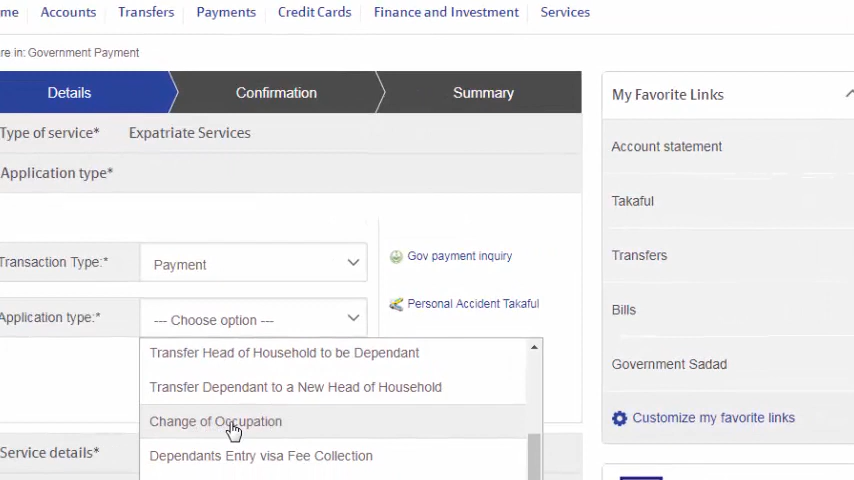 me Accounts Transfers Payments Credit Cards Finance and Investment Services
re in: Government Payment
Details Confirmation Summary
Type of service* Expatriate Services
Application type*
Transaction Type:* Payment
Gov payment inquiry
Application type:* --- Choose option ---
Personal Accident Takaful
Transfer Head of Household to be Dependant
Transfer Dependant to a New Head of Household
Change of Occupation
Service details*
Dependants Entry visa Fee Collection
My Favorite Links
Account statement
Takaful
Transfers
Bills
Government Sadad
Customize my favorite links